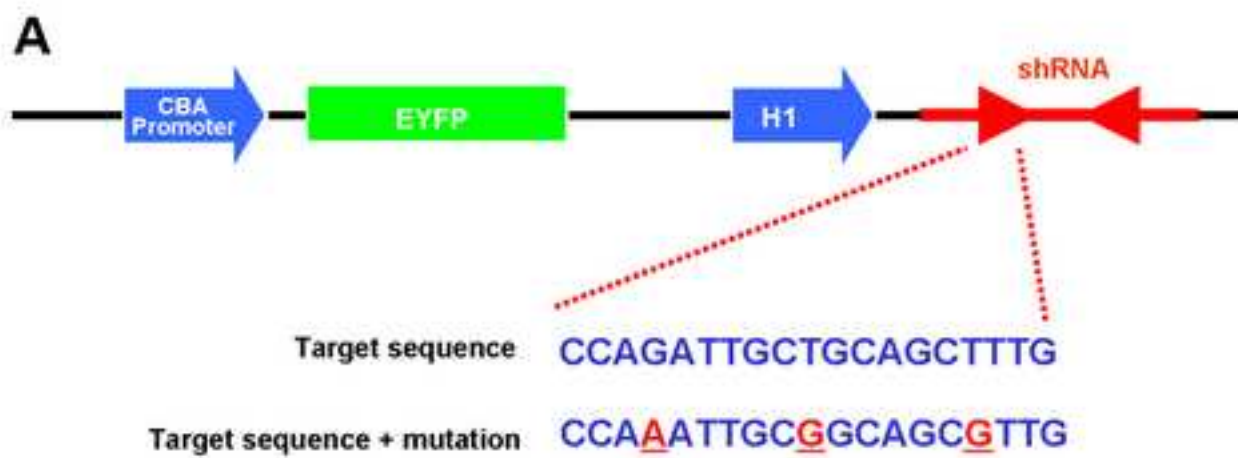 A
shRNA
CBA
Promoter
EYFP
H1
Target sequence CCAGATTGCTGCAGCTTTG
Target sequence + mutation CCAAATTGCGGCAGCGTTG